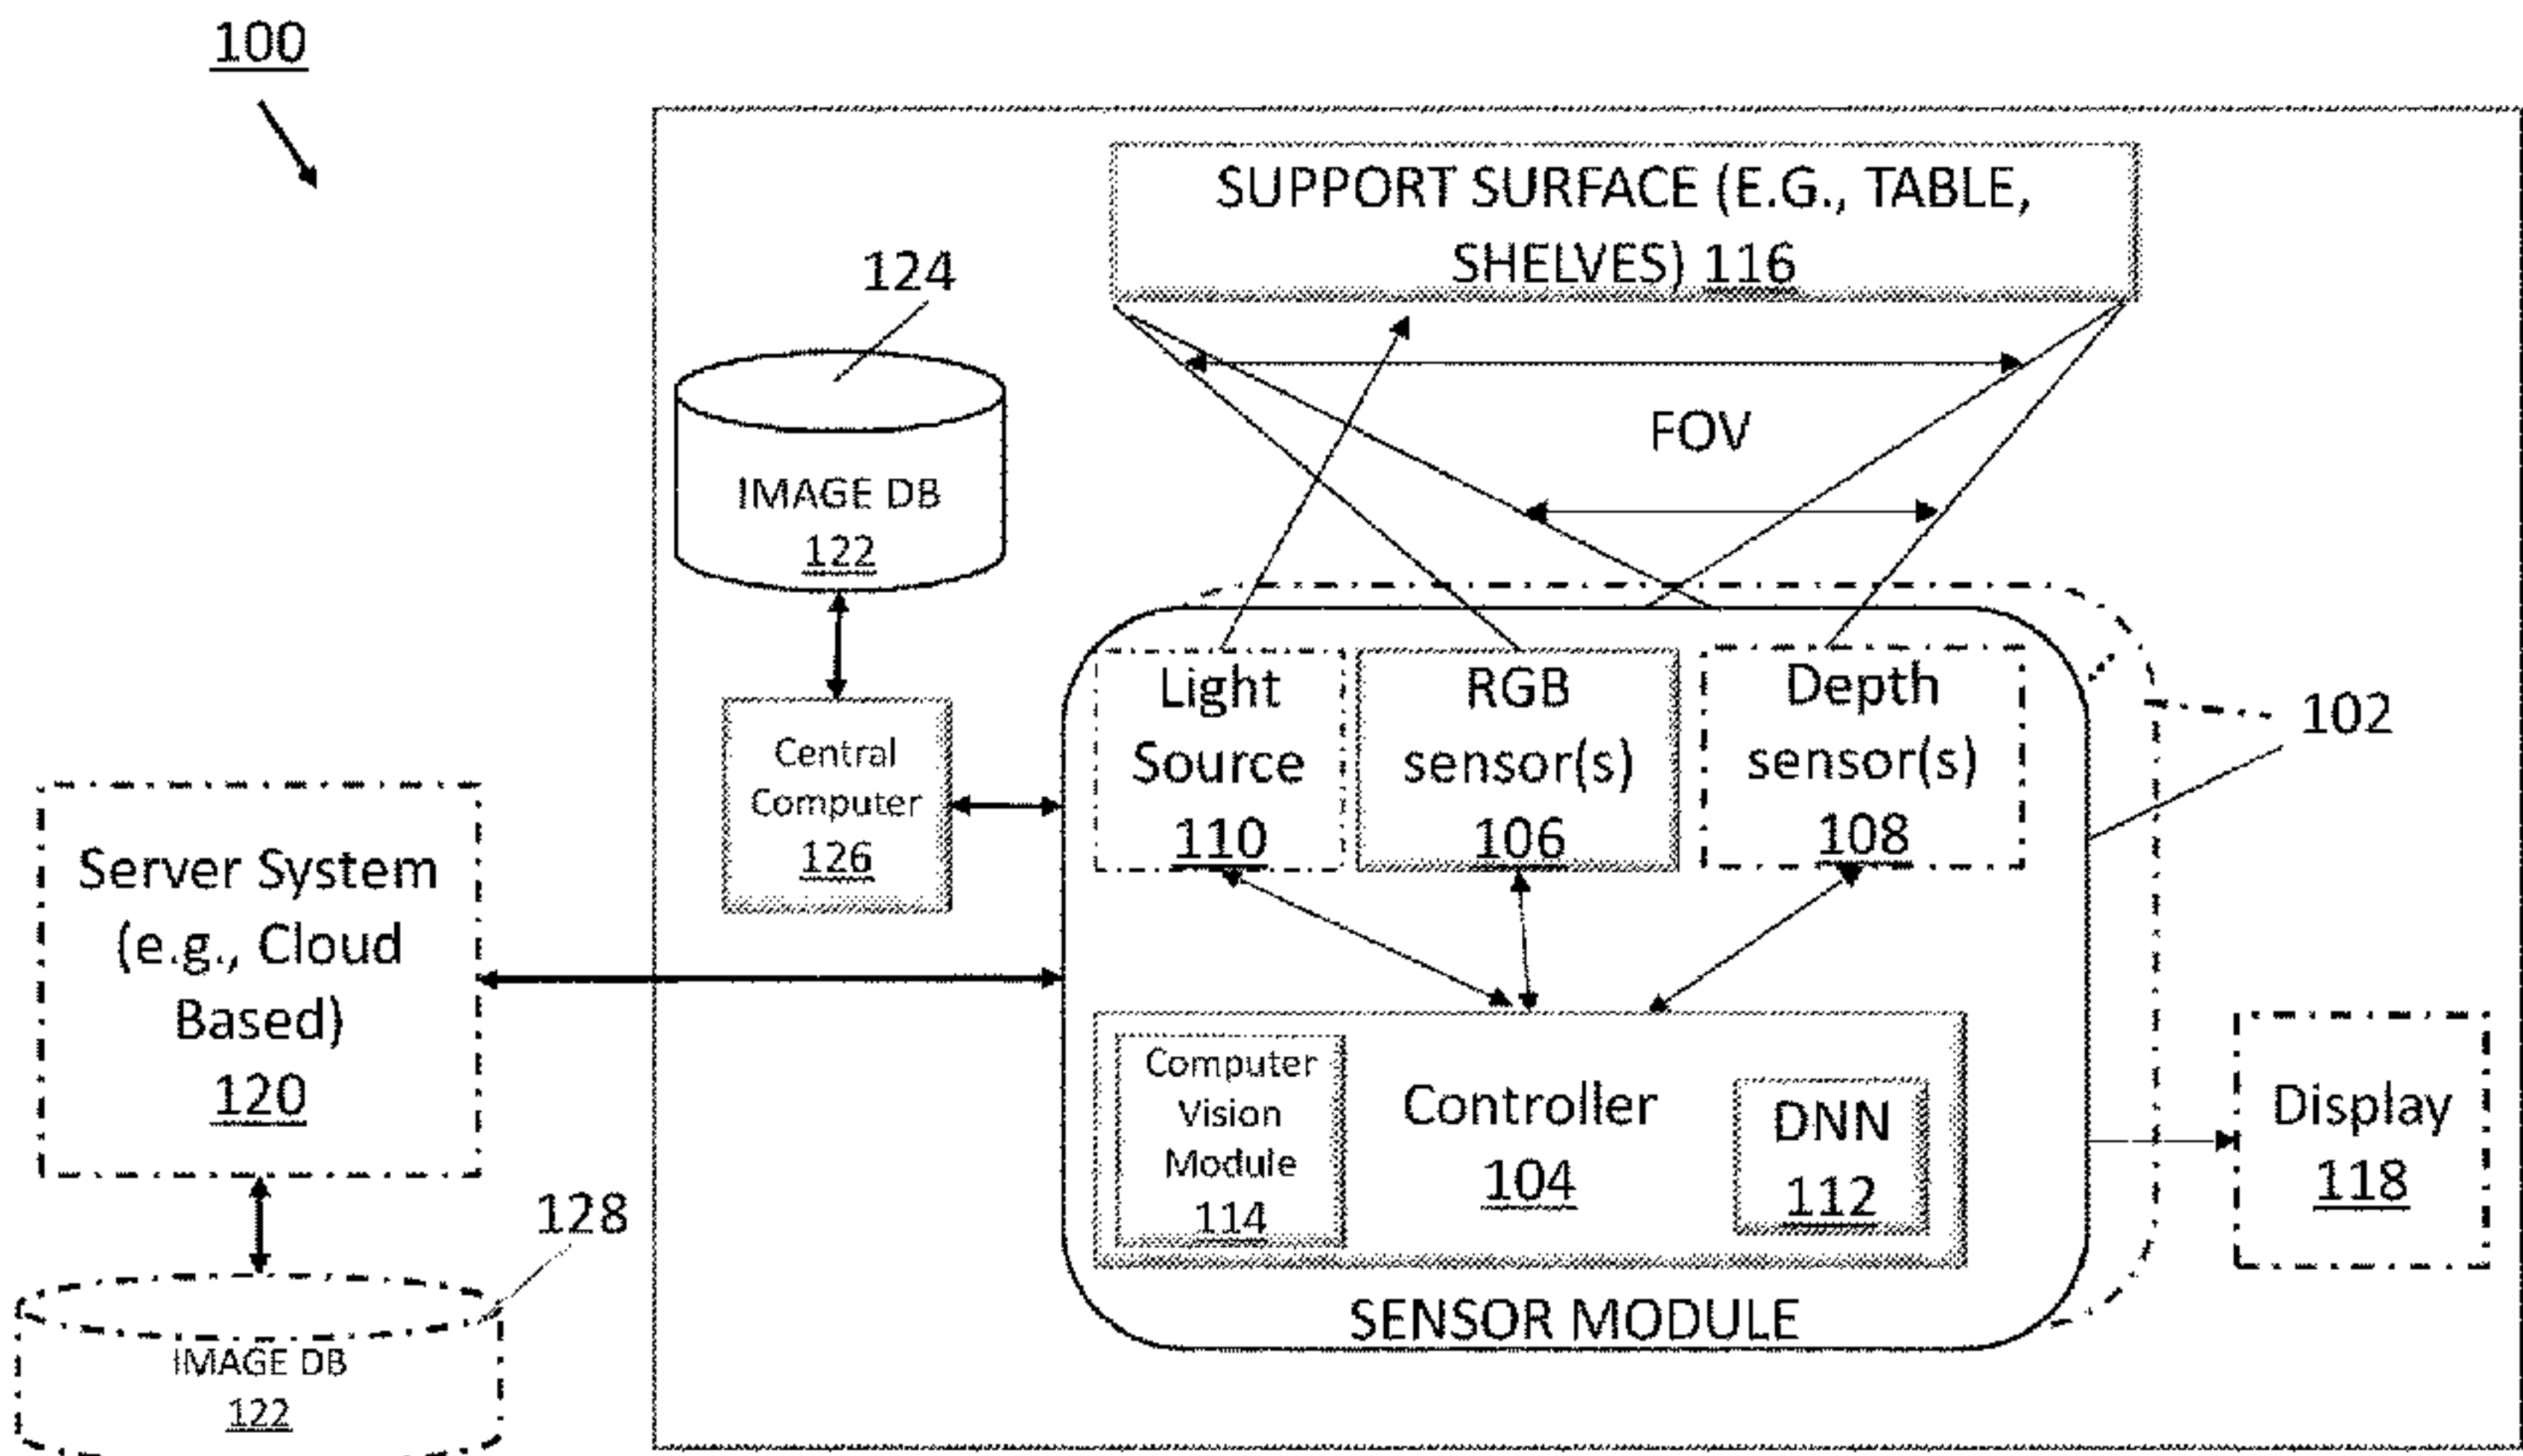 100
SUPPORT SURFACE (E.G., TABLE,
SHELVES) 116
124
IMAGE DB
122
FOV
Central
Computer
126
Light
Source
110
RGB
sensor(s)
106
Depth
sensor(s)
108
102
Server System
(e.g., Cloud
Based)
120
Computer
Vision
Module
114
Controller
104
DNN
112
SENSOR MODULE
Display
118
128
IMAGE DB
122